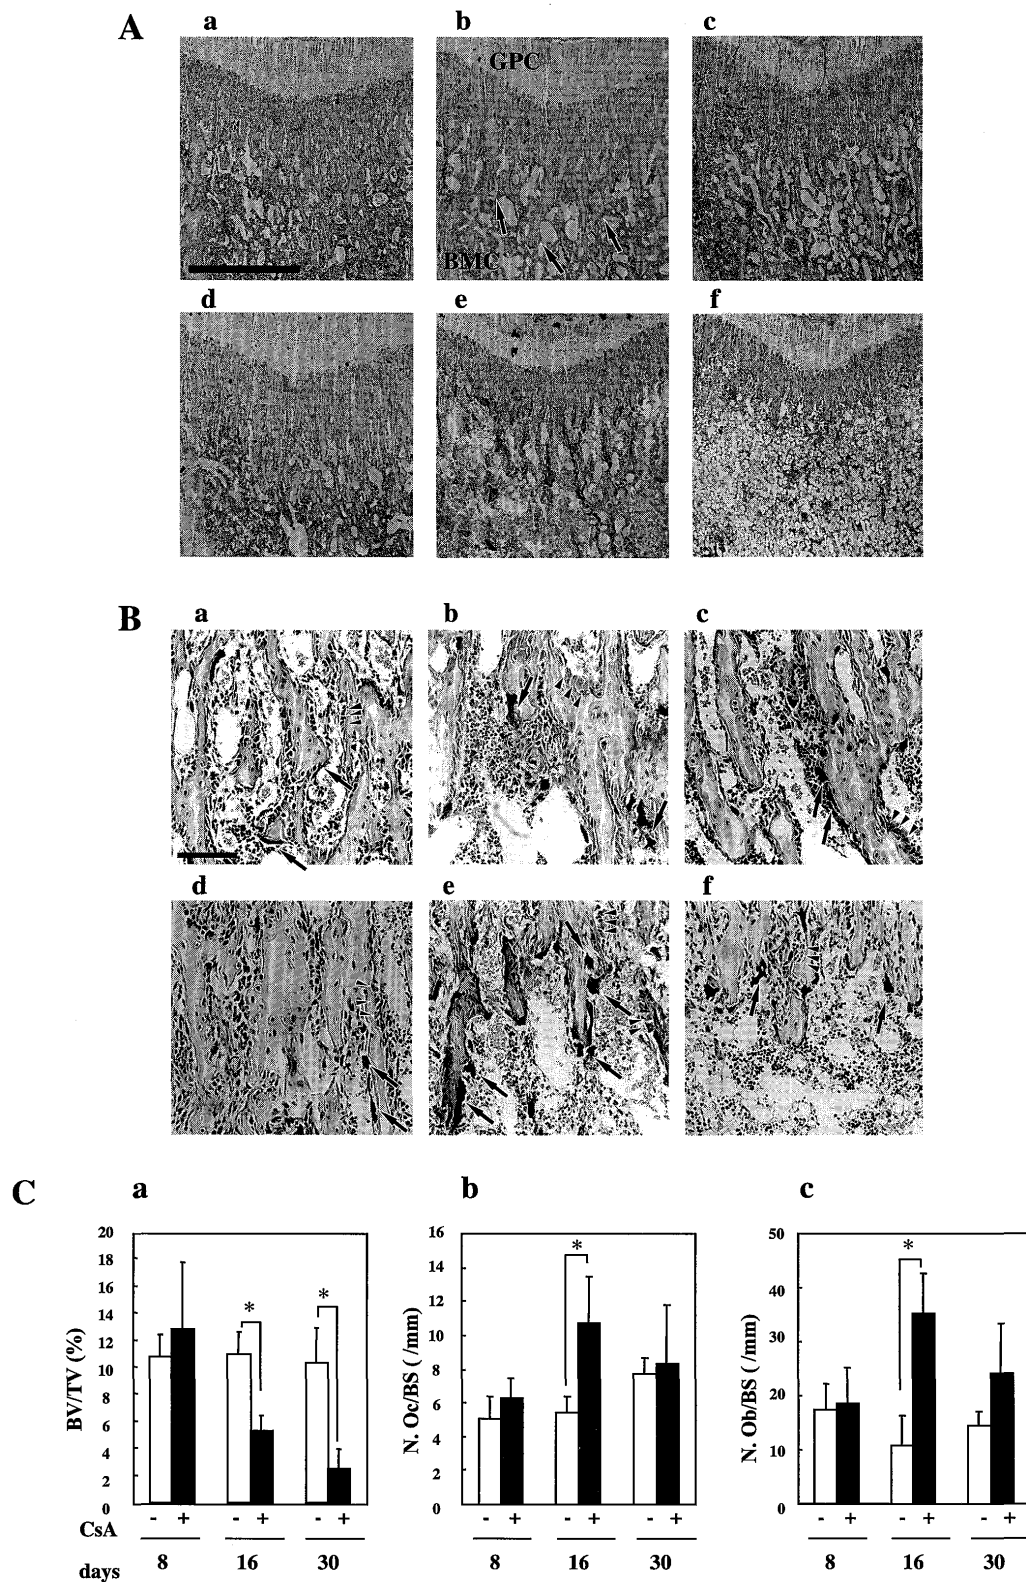 A
a b c
GPC
BMC
d e f
B
a b c
d e f
C
a b c
BV/TV (%)
20
18
16
14
12
10
8
6
4
2
0
* *
N. Oc/BS ( /mm)
16
14
12
10
8
6
4
2
0
*
N. Ob/BS ( /mm)
50
40
30
20
10
0
*
CsA - + - + - + - + - + - + - + - + - +
days 8 16 30 8 16 30 8 16 30